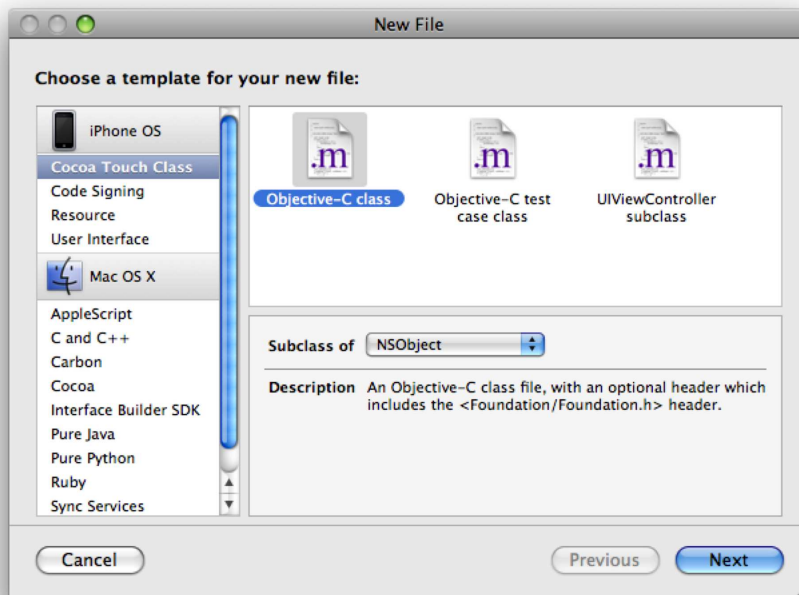 New File
Choose a template for your new file:
iPhone OS
Cocoa Touch Class
Code Signing
Resource
User Interface
Mac OS X
AppleScript
C and C++
Carbon
Cocoa
Interface Builder SDK
Pure Java
Pure Python
Ruby
Sync Services
.m
.m
.m
Objective-C class
Objective-C test
case class
UIViewController
subclass
Subclass of NSObject
Description An Objective-C class file, with an optional header which
includes the <Foundation/Foundation.h> header.
Cancel
Previous
Next